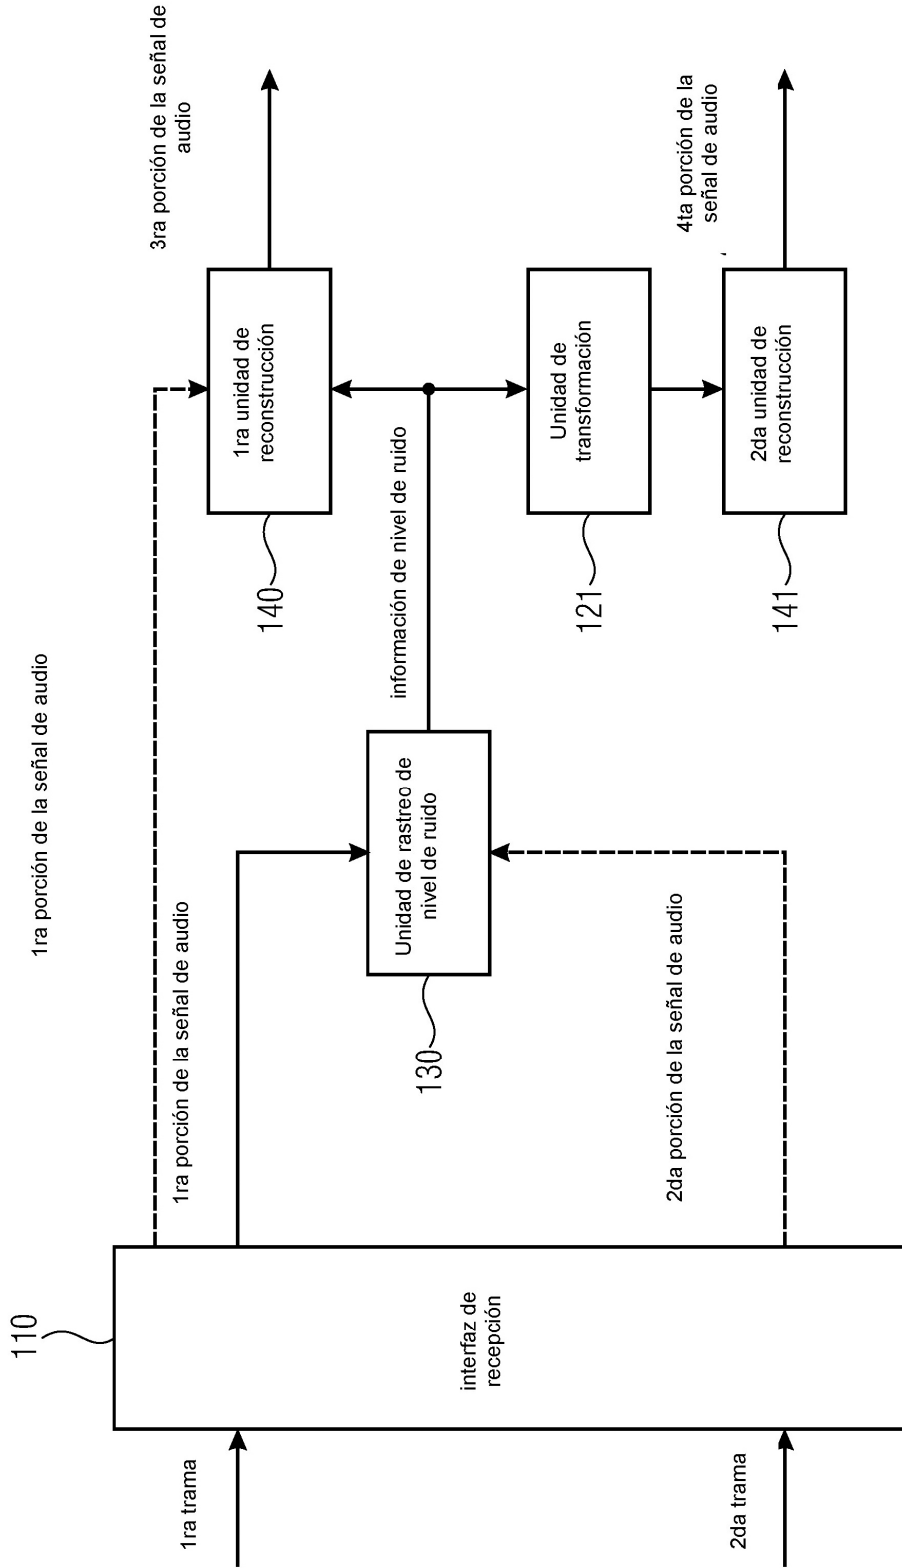 1ra trama
2da trama
110
interfaz de
recepción
1ra porción de la señal de audio
1ra porción de la señal de audio
2da porción de la señal de audio
130
Unidad de rastreo de
nivel de ruido
información de nivel de ruido
140
1ra unidad de
reconstrucción
121
Unidad de
transformación
141
2da unidad de
reconstrucción
3ra porción de la señal de
audio
4ta porción de la
señal de audio